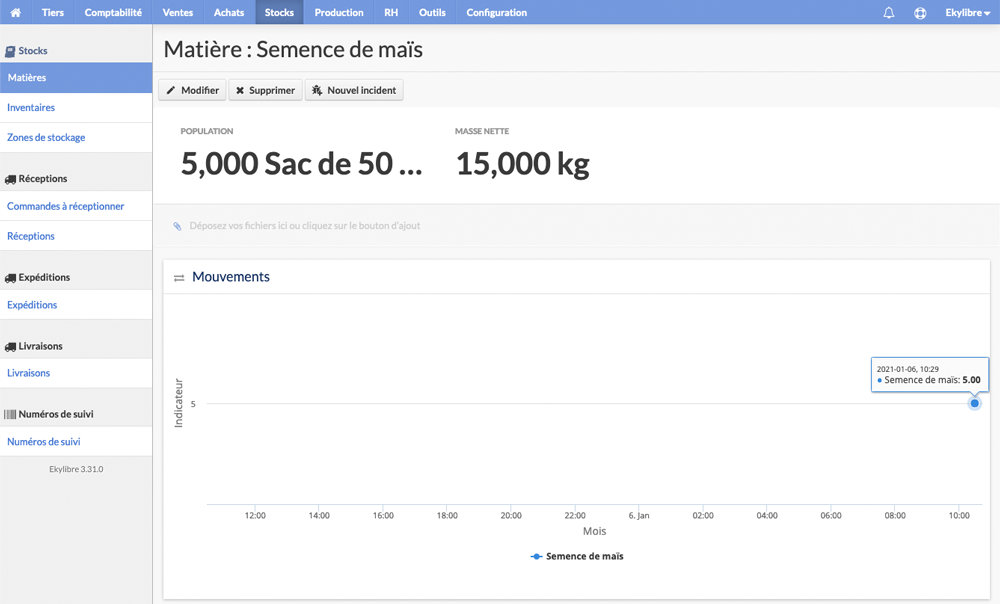 Tiers Comptabilité Ventes Achats Stocks Production RH Outils Configuration Ekylibre
Stocks
Matières
Inventaires
Zones de stockage
Réceptions
Commandes à réceptionner
Réceptions
Expéditions
Expéditions
Livraisons
Livraisons
Numéros de suivi
Numéros de suivi
Ekylibre 3.31.0
Matière : Semence de maïs
Modifier Supprimer Nouvel incident
POPULATION MASSE NETTE
5,000 Sac de 50 ... 15,000 kg
Déposez vos fichiers ici ou cliquez sur le bouton d'ajout
Mouvements
2021-01-06, 10:29
Semence de maïs: 5.00
Indicateur
5
12:00 14:00 16:00 18:00 20:00 22:00 6. Jan 02:00 04:00 06:00 08:00 10:00
Mois
Semence de maïs